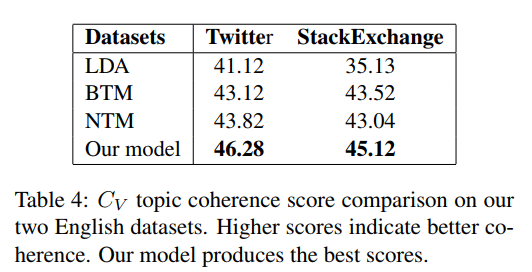 Datasets Twitter StackExchange
LDA 41.12 35.13
BTM 43.12 43.52
NTM 43.82 43.04
Our model 46.28 45.12
Table 4: C_V topic coherence score comparison on our
two English datasets. Higher scores indicate better co-
herence. Our model produces the best scores.